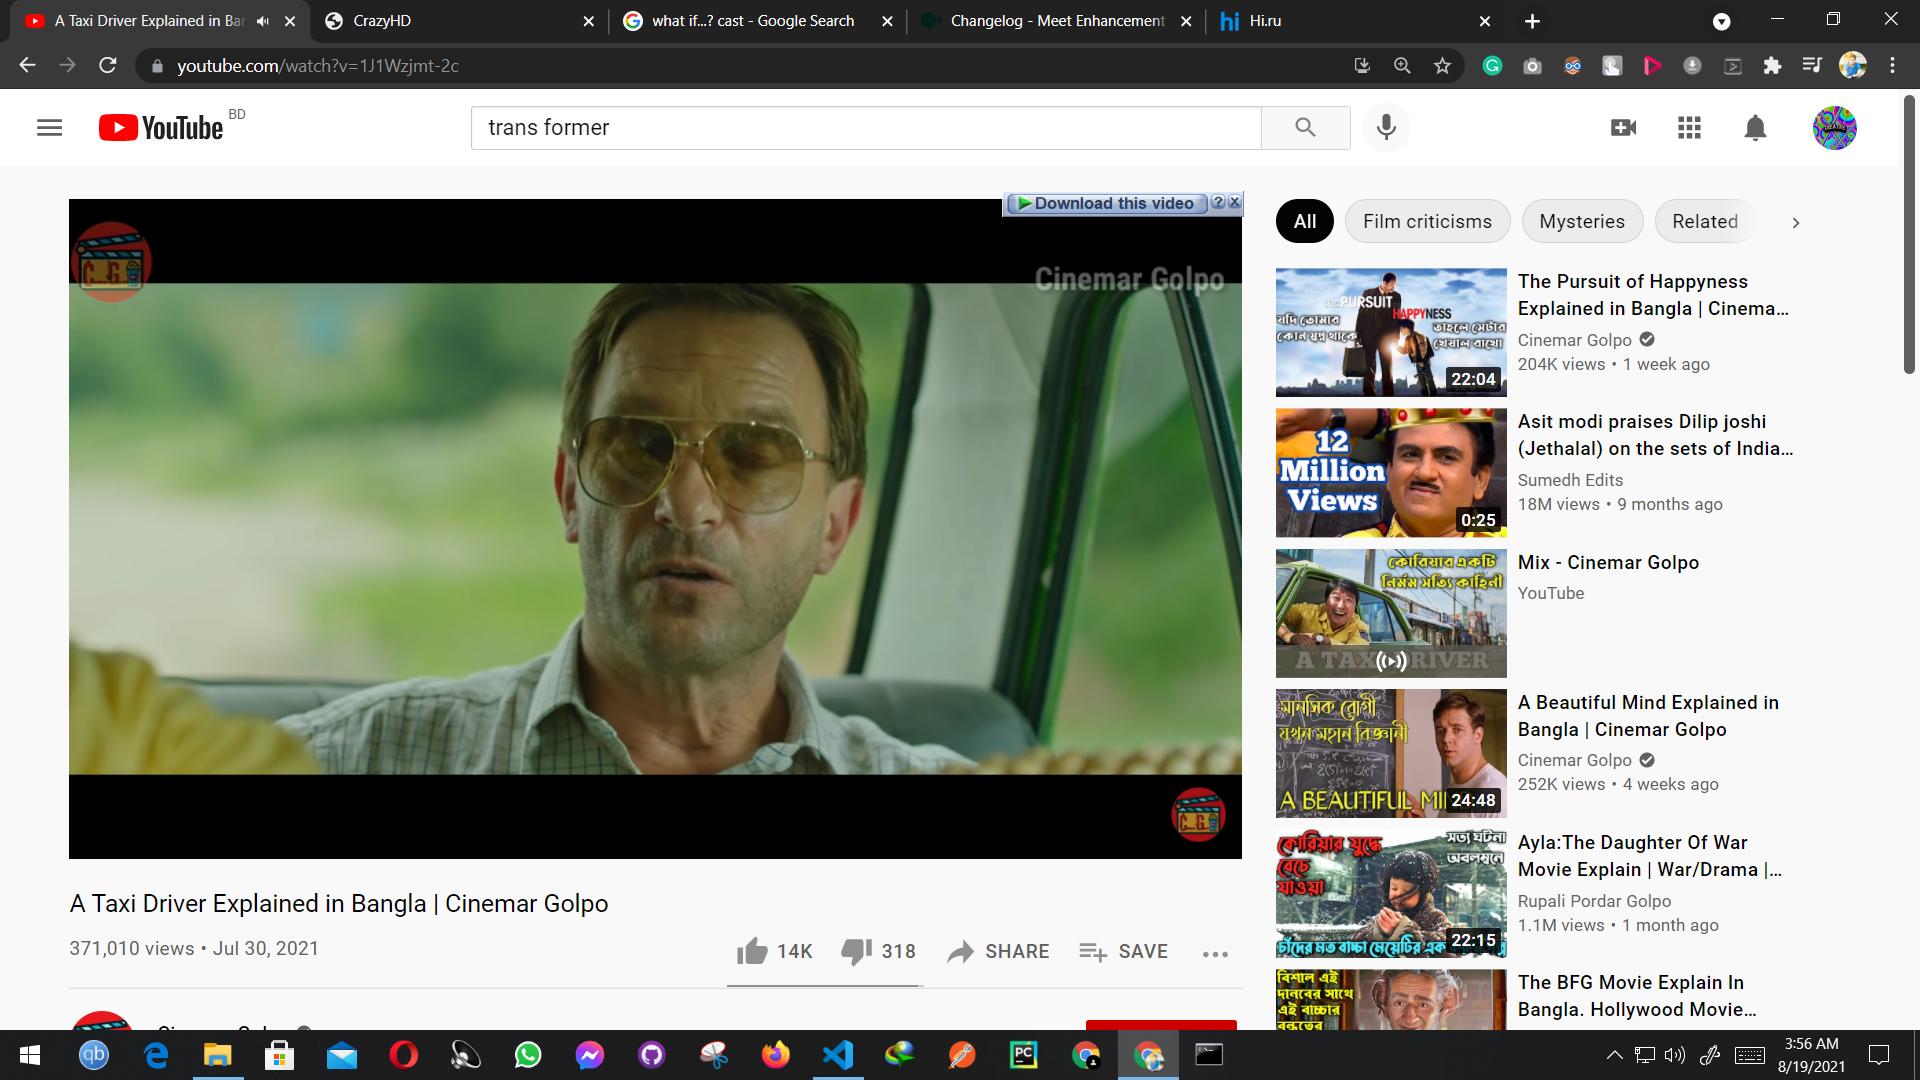 A Taxi Driver Explained in Ba
CrazyHD
what if...? cast - Google Search
Changelog - Meet Enhancement
hi Hi.ru
youtube.com/watch?v=1J1Wzjmt-2c
YouTube BD
trans former
Download this video ? X
C..G..
Cinemar Golpo
C..G..
A Taxi Driver Explained in Bangla | Cinemar Golpo
371,010 views • Jul 30, 2021
14K 318 SHARE SAVE
All Film criticisms Mysteries Related
PURSUIT
HAPPYNESS
যদি তোমার
কোন স্বপ্ন থাকে
তাহলে সেটার
খেয়াল রাখো
22:04
The Pursuit of Happyness
Explained in Bangla | Cinema...
Cinemar Golpo
204K views • 1 week ago
12
Million
Views
0:25
Asit modi praises Dilip joshi
(Jethalal) on the sets of India...
Sumedh Edits
18M views • 9 months ago
কোরিয়ার একটি
নির্মম সত্যি কাহিনী
A TAXI DRIVER
Mix - Cinemar Golpo
YouTube
মানসিক রোগী
যখন মহান বিজ্ঞানী
A BEAUTIFUL MI
24:48
A Beautiful Mind Explained in
Bangla | Cinemar Golpo
Cinemar Golpo
252K views • 4 weeks ago
কোরিয়ার যুদ্ধে
বেচে
যাওয়া
সত্য ঘটনা
অবলম্বনে
চাঁদের মত বাচ্চা মেয়েটির এক
22:15
Ayla:The Daughter Of War
Movie Explain | War/Drama |...
Rupali Pordar Golpo
1.1M views • 1 month ago
বিশাল এই
দানবের সাথে
এই বাচ্চার
বন্ধুত্বের
The BFG Movie Explain In
Bangla. Hollywood Movie...
qb
PC
3:56 AM
8/19/2021